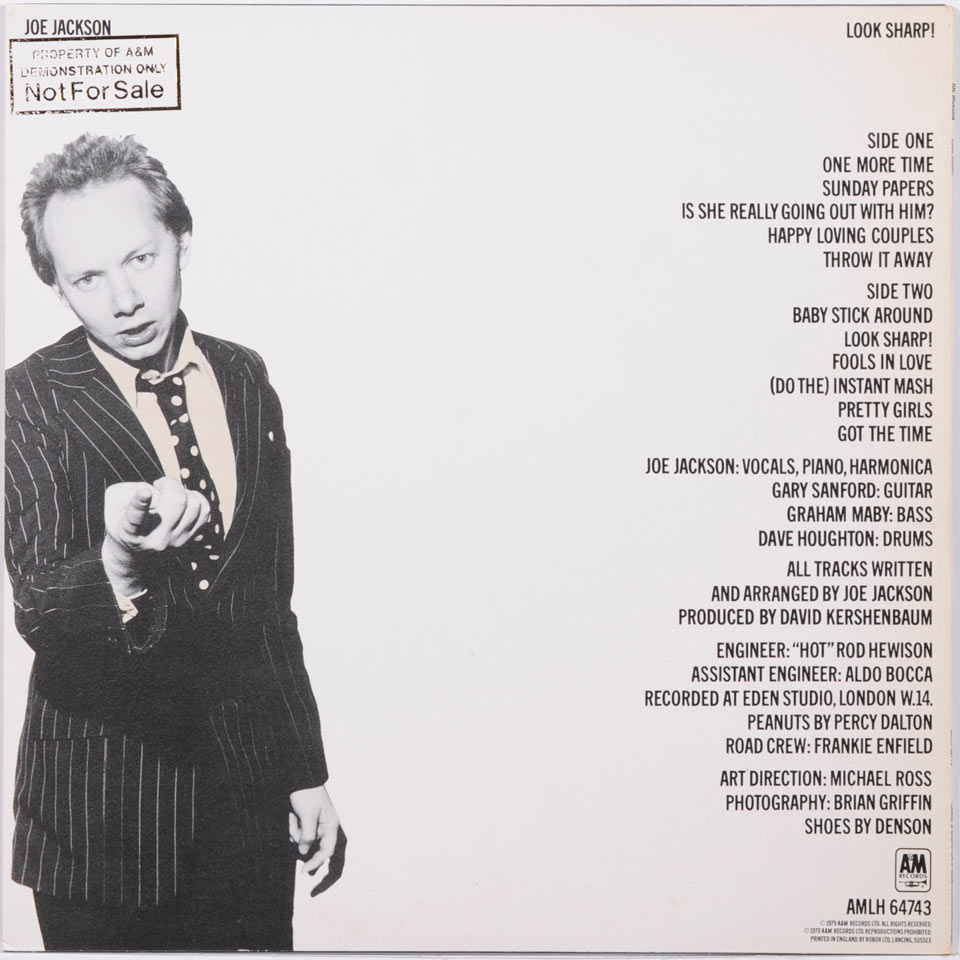 JOE JACKSON
LOOK SHARP!
PROPERTY OF A&M
DEMONSTRATION ONLY
Not For Sale
SIDE ONE
ONE MORE TIME
SUNDAY PAPERS
IS SHE REALLY GOING OUT WITH HIM?
HAPPY LOVING COUPLES
THROW IT AWAY
SIDE TWO
BABY STICK AROUND
LOOK SHARP!
FOOLS IN LOVE
(DO THE) INSTANT MASH
PRETTY GIRLS
GOT THE TIME
JOE JACKSON: VOCALS, PIANO, HARMONICA
GARY SANFORD: GUITAR
GRAHAM MABY: BASS
DAVE HOUGHTON: DRUMS
ALL TRACKS WRITTEN
AND ARRANGED BY JOE JACKSON
PRODUCED BY DAVID KERSHENBAUM
ENGINEER: “HOT” ROD HEWISON
ASSISTANT ENGINEER: ALDO BOCCA
RECORDED AT EDEN STUDIO, LONDON W.14.
PEANUTS BY PERCY DALTON
ROAD CREW: FRANKIE ENFIELD
ART DIRECTION: MICHAEL ROSS
PHOTOGRAPHY: BRIAN GRIFFIN
SHOES BY DENSON
A&M
RECORDS
AMLH 64743
© 1979 A&M RECORDS LTD. ALL RIGHTS RESERVED.
℗ 1979 A&M RECORDS LTD. REPRODUCTIONS PROHIBITED.
PRINTED IN ENGLAND BY ROBOR LTD, LANCING, SUSSEX